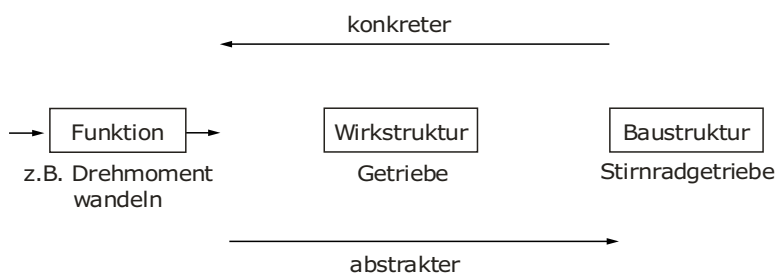 konkreter
Funktion
z.B. Drehmoment
wandeln
Wirkstruktur
Getriebe
Baustruktur
Stirnradgetriebe
abstrakter